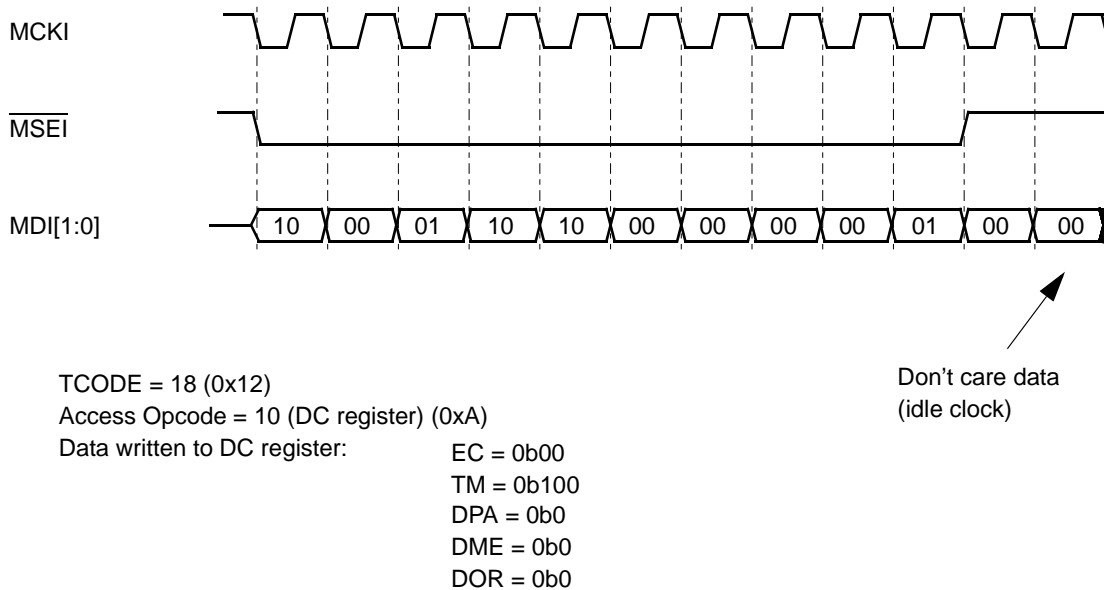 MCKI
MSEI
MDI[1:0]
10 00 01 10 10 00 00 00 00 01 00 00
Don't care data
(idle clock)
TCODE = 18 (0x12)
Access Opcode = 10 (DC register) (0xA)
Data written to DC register:
EC = 0b00
TM = 0b100
DPA = 0b0
DME = 0b0
DOR = 0b0